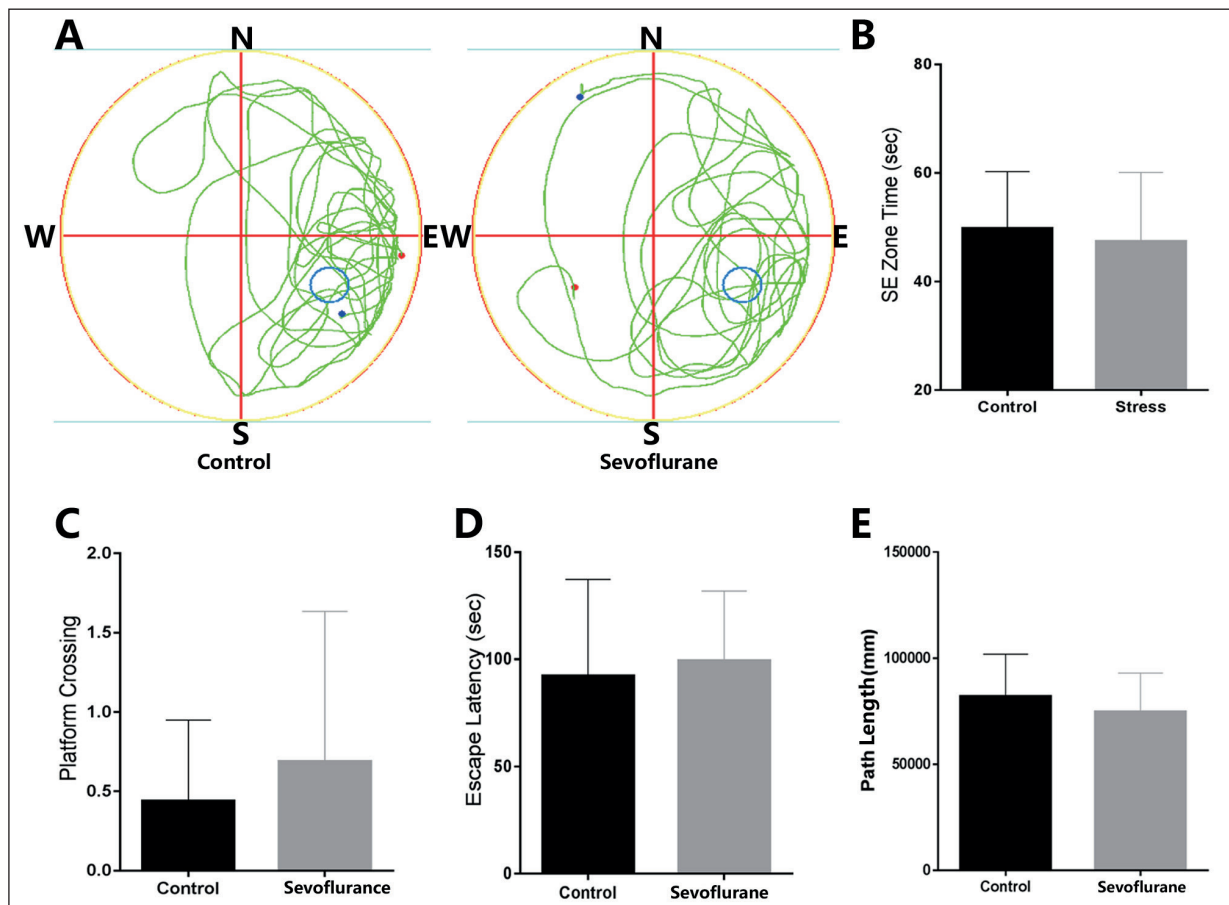 A
N
W
E
S
Control
N
W
E
S
Sevoflurane
B
SE Zone Time (sec)
80
60
40
20
Control
Stress
C
Platform Crossing
2.0
1.5
1.0
0.5
0.0
Control
Sevoflurance
D
Escape Latency (sec)
150
100
50
0
Control
Sevoflurane
E
Path Length(mm)
150000
100000
50000
0
Control
Sevoflurane